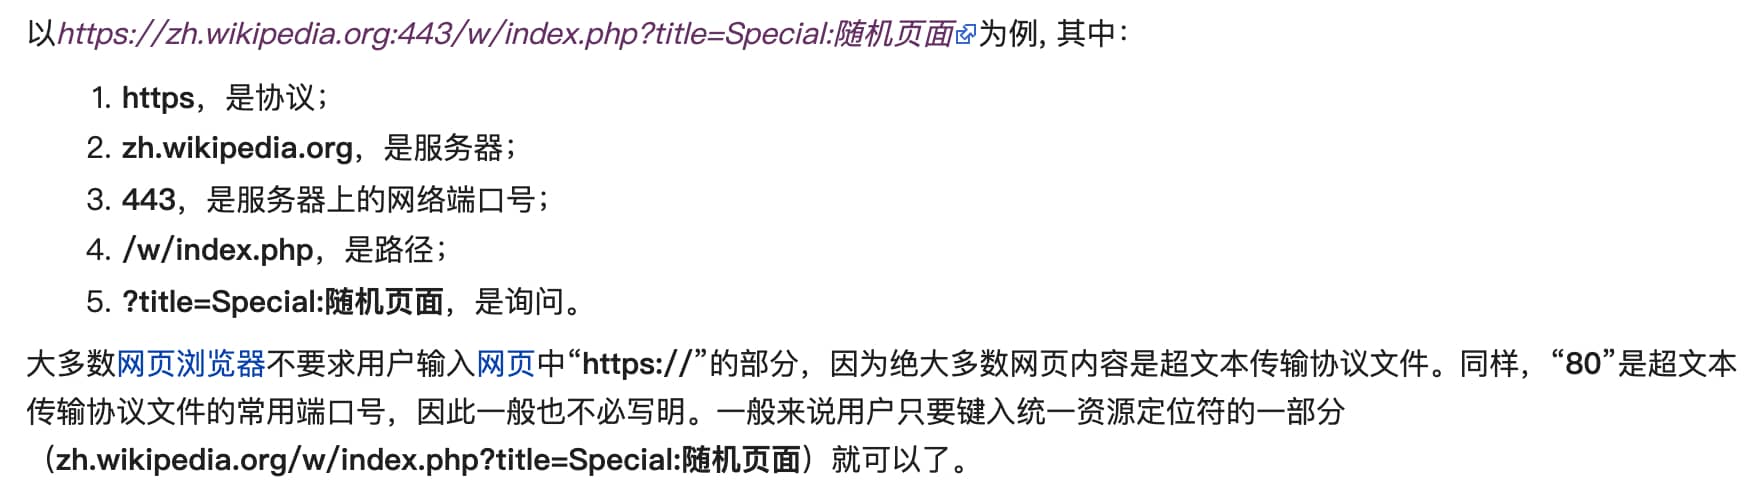 以https://zh.wikipedia.org:443/w/index.php?title=Special:随机页面为例, 其中：
1. https，是协议；
2. zh.wikipedia.org，是服务器；
3. 443，是服务器上的网络端口号；
4. /w/index.php，是路径；
5. ?title=Special:随机页面，是询问。
大多数网页浏览器不要求用户输入网页中“https://”的部分，因为绝大多数网页内容是超文本传输协议文件。同样，“80”是超文本
传输协议文件的常用端口号，因此一般也不必写明。一般来说用户只要键入统一资源定位符的一部分
（zh.wikipedia.org/w/index.php?title=Special:随机页面）就可以了。